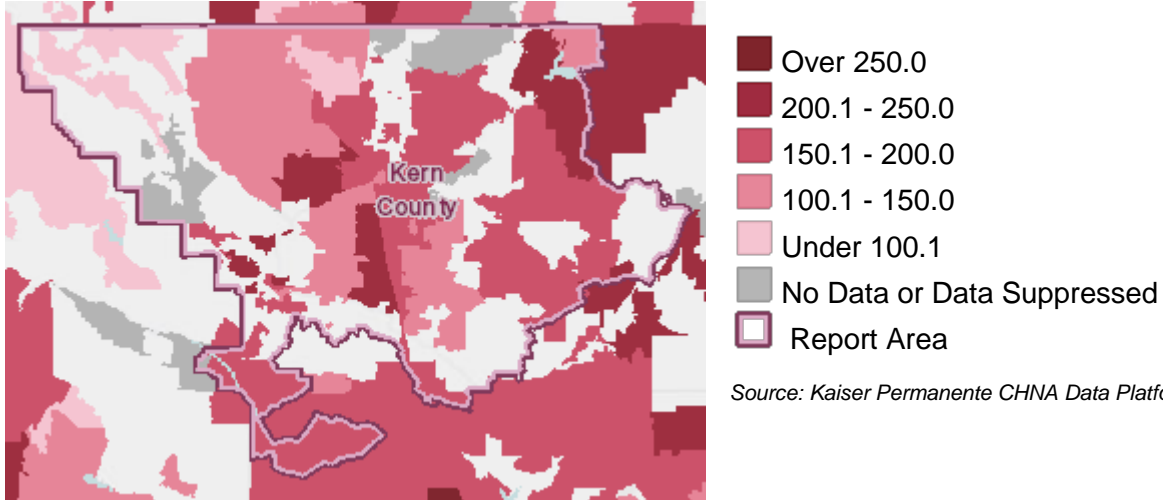 Kern
County
Over 250.0
200.1 - 250.0
150.1 - 200.0
100.1 - 150.0
Under 100.1
No Data or Data Suppressed
Report Area
Source: Kaiser Permanente CHNA Data Platfo